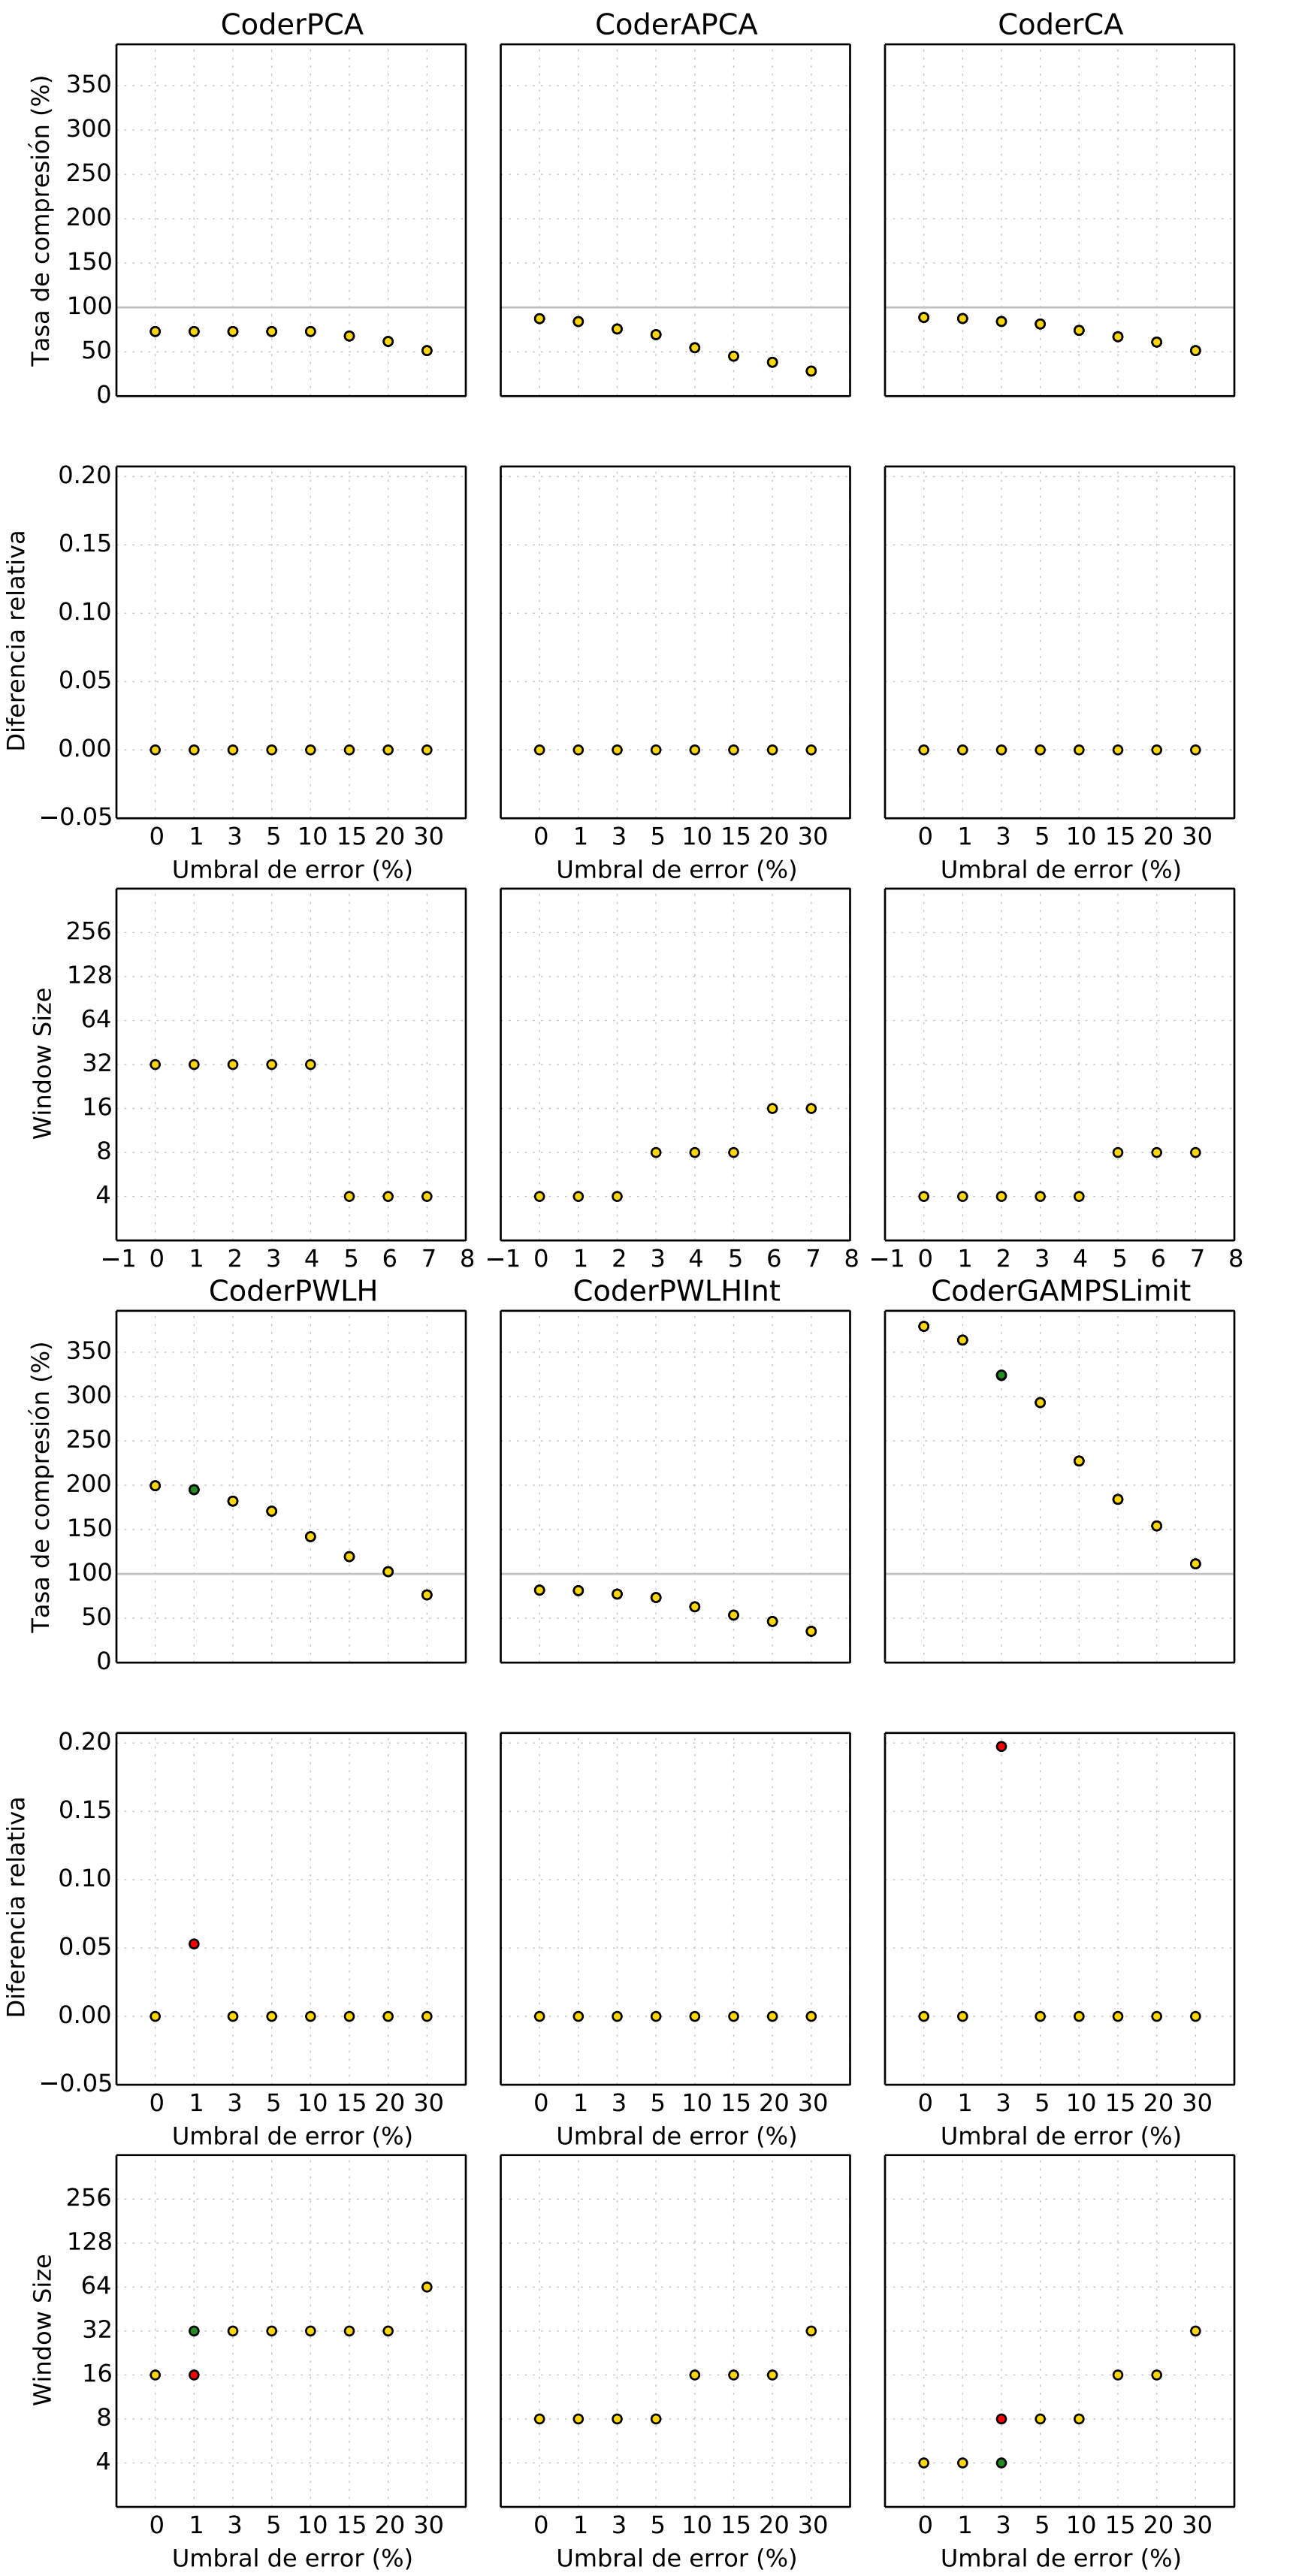 CoderPCA CoderAPCA CoderCA
Tasa de compresión (%)
350
300
250
200
150
100
50
0
Diferencia relativa
0.20
0.15
0.10
0.05
0.00
−0.05
0 1 3 5 10 15 20 30 0 1 3 5 10 15 20 30 0 1 3 5 10 15 20 30
Umbral de error (%) Umbral de error (%) Umbral de error (%)
Window Size
256
128
64
32
16
8
4
−1 0 1 2 3 4 5 6 7 8 −1 0 1 2 3 4 5 6 7 8 −1 0 1 2 3 4 5 6 7 8
CoderPWLH CoderPWLHInt CoderGAMPSLimit
Tasa de compresión (%)
350
300
250
200
150
100
50
0
Diferencia relativa
0.20
0.15
0.10
0.05
0.00
−0.05
0 1 3 5 10 15 20 30 0 1 3 5 10 15 20 30 0 1 3 5 10 15 20 30
Umbral de error (%) Umbral de error (%) Umbral de error (%)
Window Size
256
128
64
32
16
8
4
0 1 3 5 10 15 20 30 0 1 3 5 10 15 20 30 0 1 3 5 10 15 20 30
Umbral de error (%) Umbral de error (%) Umbral de error (%)